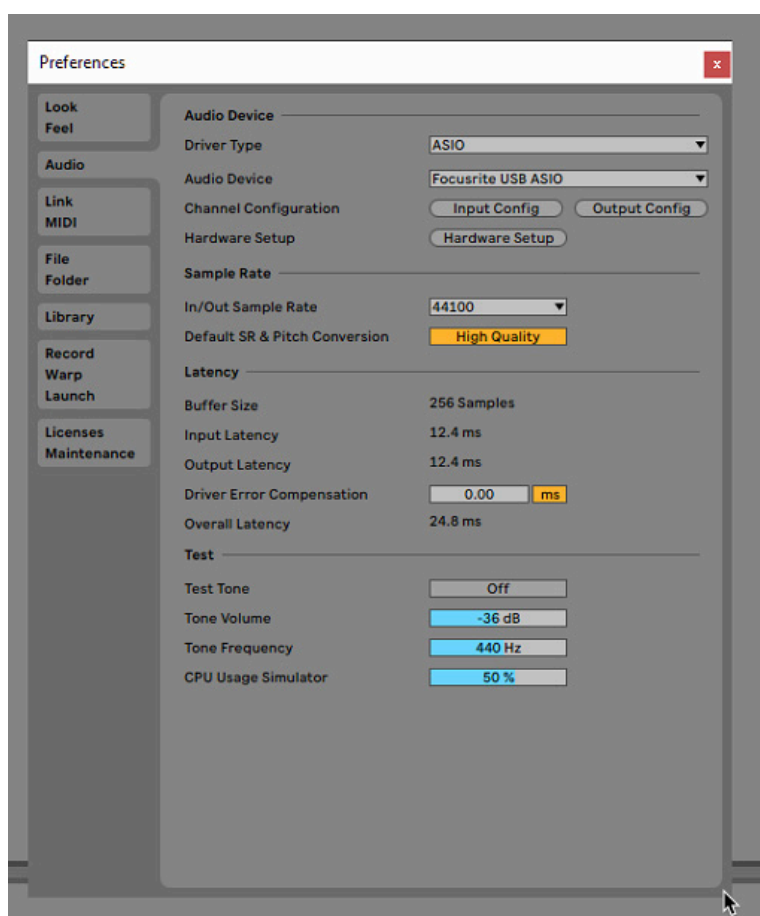 Preferences
x
Look
Feel
Audio
Link
MIDI
File
Folder
Library
Record
Warp
Launch
Licenses
Maintenance
Audio Device
Driver Type ASIO
Audio Device Focusrite USB ASIO
Channel Configuration Input Config Output Config
Hardware Setup Hardware Setup
Sample Rate
In/Out Sample Rate 44100
Default SR & Pitch Conversion High Quality
Latency
Buffer Size 256 Samples
Input Latency 12.4 ms
Output Latency 12.4 ms
Driver Error Compensation 0.00 ms
Overall Latency 24.8 ms
Test
Test Tone Off
Tone Volume -36 dB
Tone Frequency 440 Hz
CPU Usage Simulator 50 %